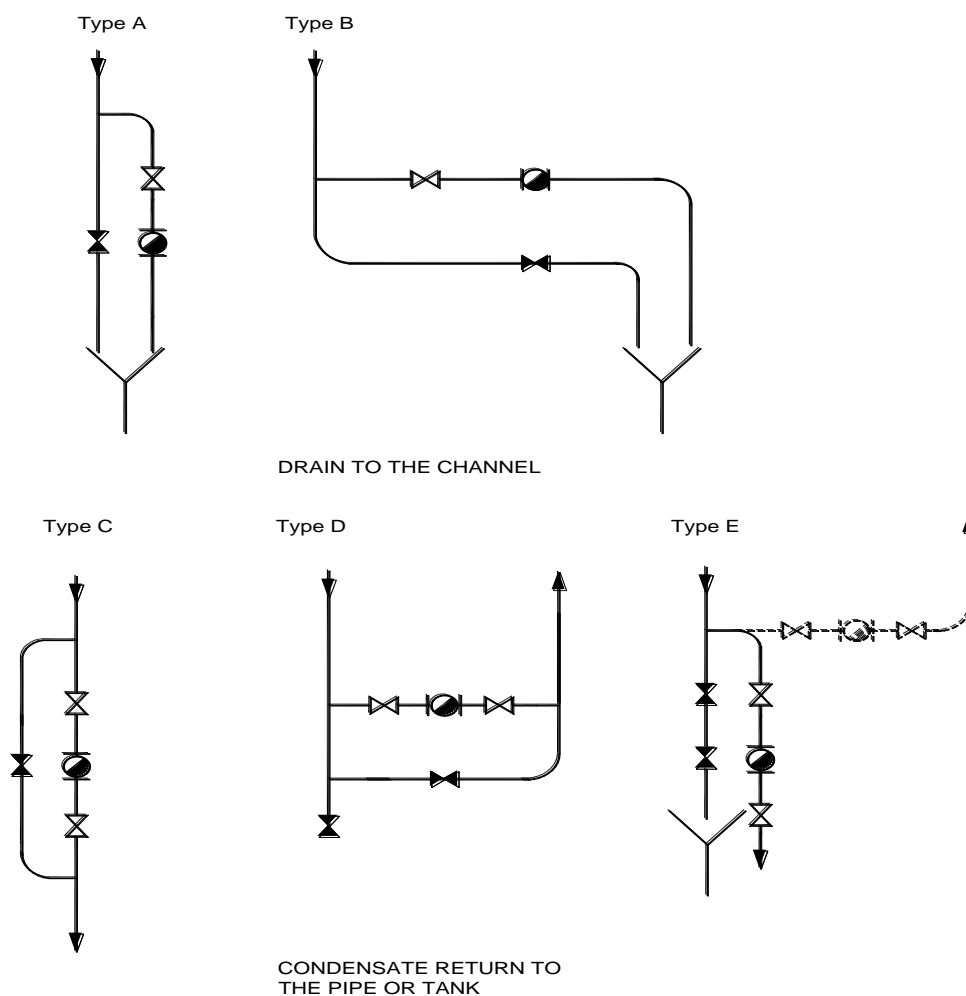 Type A
Type B
DRAIN TO THE CHANNEL
Type C
Type D
Type E
CONDENSATE RETURN TO
THE PIPE OR TANK